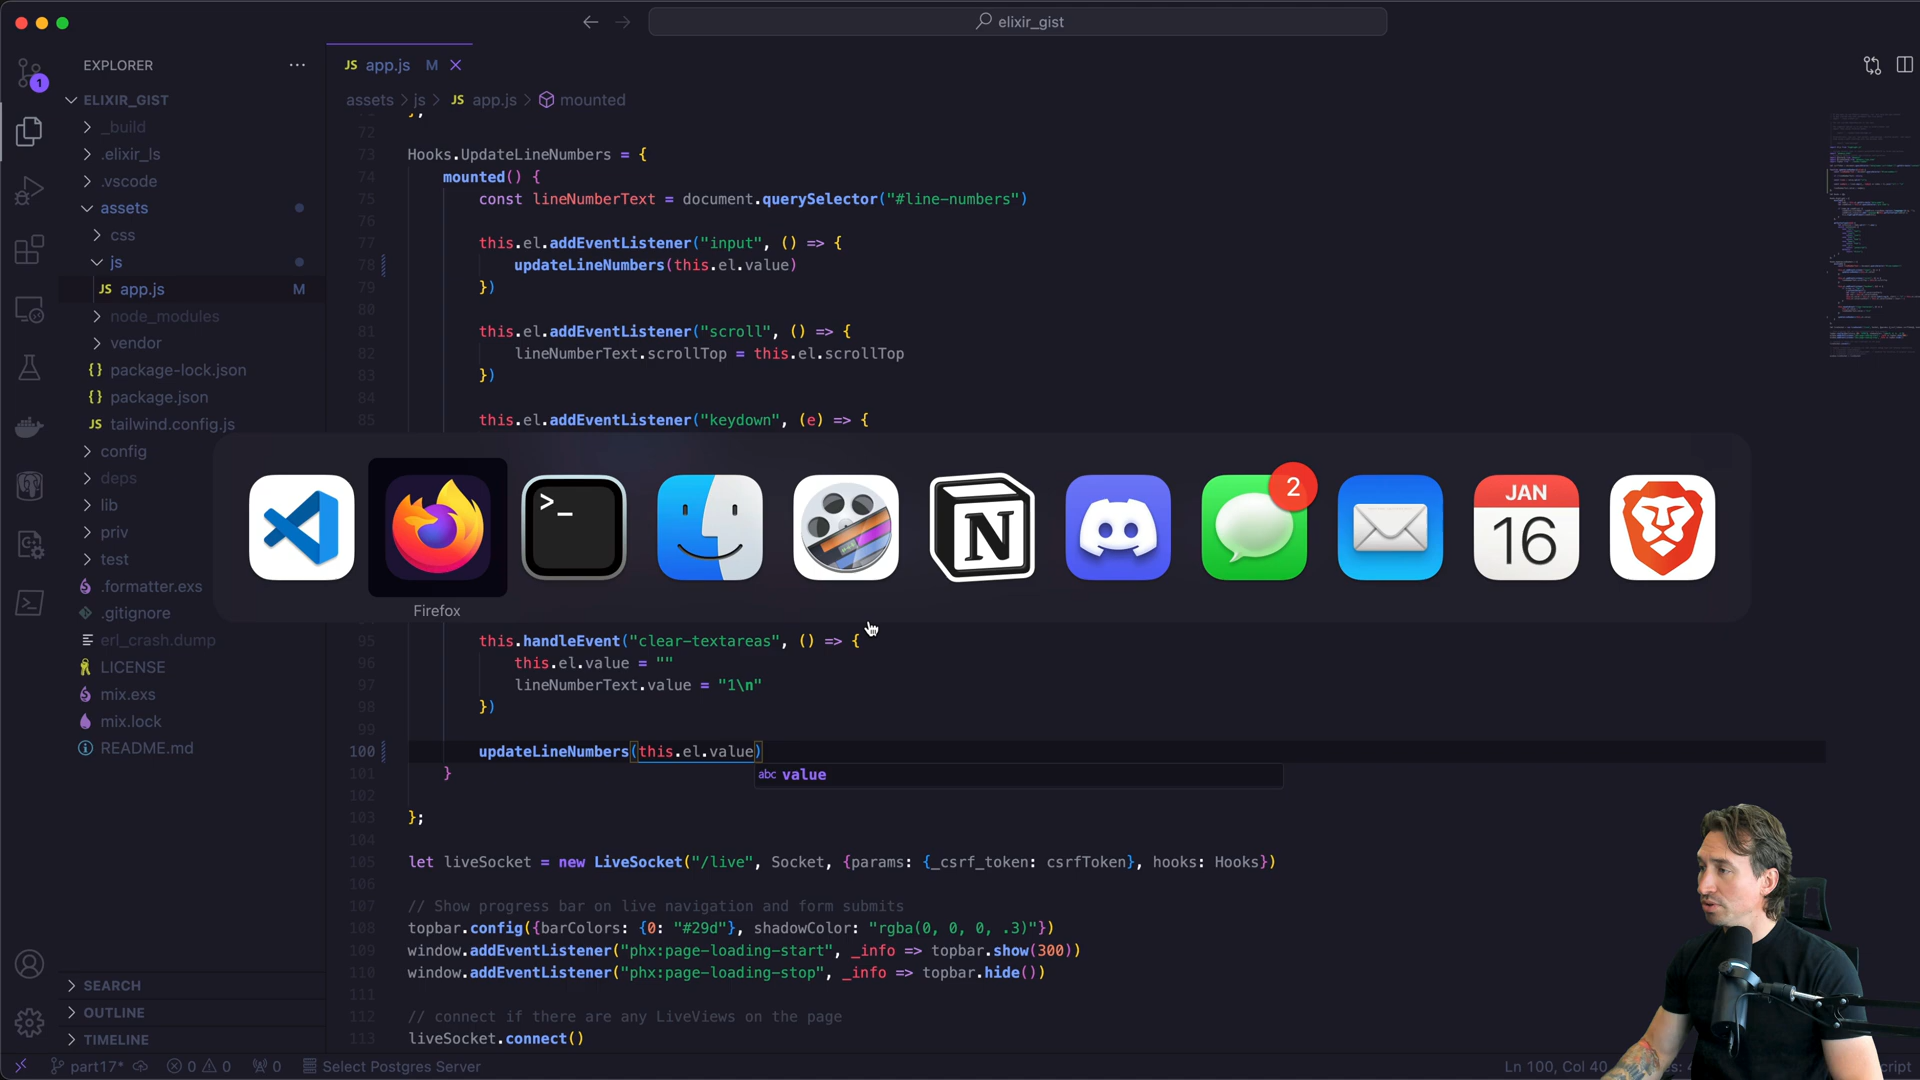 elixir_gist
EXPLORER
JS app.js M
1
ELIXIR_GIST
assets > js > JS app.js > mounted
_build
.elixir_ls
.vscode
assets
css
js
JS app.js M
node_modules
vendor
{} package-lock.json
{} package.json
JS tailwind.config.js
config
deps
lib
priv
test
.formatter.exs
.gitignore
erl_crash.dump
LICENSE
mix.exs
mix.lock
README.md
SEARCH
OUTLINE
TIMELINE
72
73 Hooks.UpdateLineNumbers = {
74 mounted() {
75 const lineNumberText = document.querySelector("#line-numbers")
76
77 this.el.addEventListener("input", () => {
78 updateLineNumbers(this.el.value)
79 })
80
81 this.el.addEventListener("scroll", () => {
82 lineNumberText.scrollTop = this.el.scrollTop
83 })
84
85 this.el.addEventListener("keydown", (e) => {
>_
N
2
JAN
16
Firefox
95 this.handleEvent("clear-textareas", () => {
96 this.el.value = ""
97 lineNumberText.value = "1\n"
98 })
99
100 updateLineNumbers(this.el.value)
101 }
abc value
102
103 };
104
105 let liveSocket = new LiveSocket("/live", Socket, {params: {_csrf_token: csrfToken}, hooks: Hooks})
106
107 // Show progress bar on live navigation and form submits
108 topbar.config({barColors: {0: "#29d"}, shadowColor: "rgba(0, 0, 0, .3)"})
109 window.addEventListener("phx:page-loading-start", _info => topbar.show(300))
110 window.addEventListener("phx:page-loading-stop", _info => topbar.hide())
111
112 // connect if there are any LiveViews on the page
113 liveSocket.connect()
part17* 0 0 0 Select Postgres Server Ln 100, Col 40